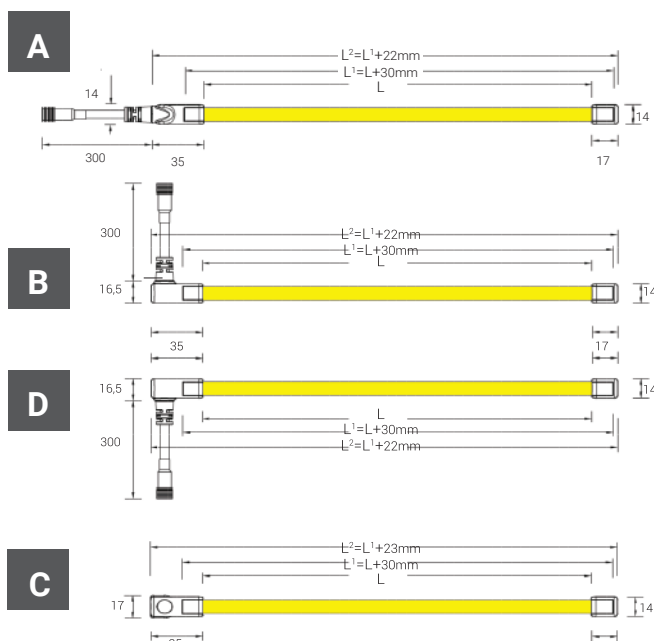 A
L²=L¹+22mm
L¹=L+30mm
L
14
14
300
35
17
B
300
L²=L¹+22mm
L¹=L+30mm
L
16,5
14
35
17
D
16,5
14
L
L¹=L+30mm
300
L²=L¹+22mm
C
L²=L¹+23mm
L¹=L+30mm
L
17
14